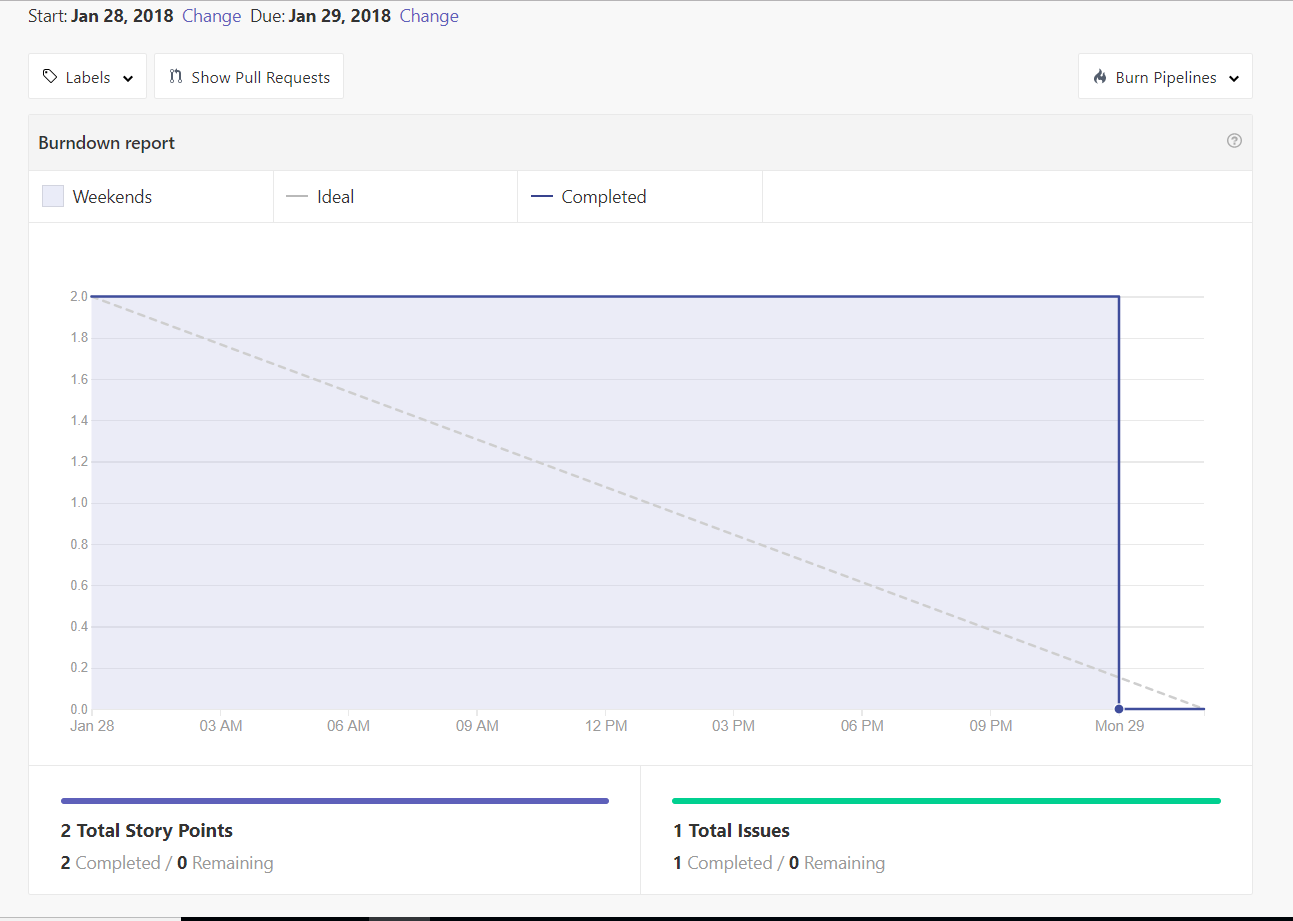 Start: Jan 28, 2018 Change Due: Jan 29, 2018 Change
Labels Show Pull Requests Burn Pipelines
Burndown report ?
Weekends Ideal Completed
2.0
1.8
1.6
1.4
1.2
1.0
0.8
0.6
0.4
0.2
0.0
Jan 28 03 AM 06 AM 09 AM 12 PM 03 PM 06 PM 09 PM Mon 29
2 Total Story Points
2 Completed / 0 Remaining
1 Total Issues
1 Completed / 0 Remaining